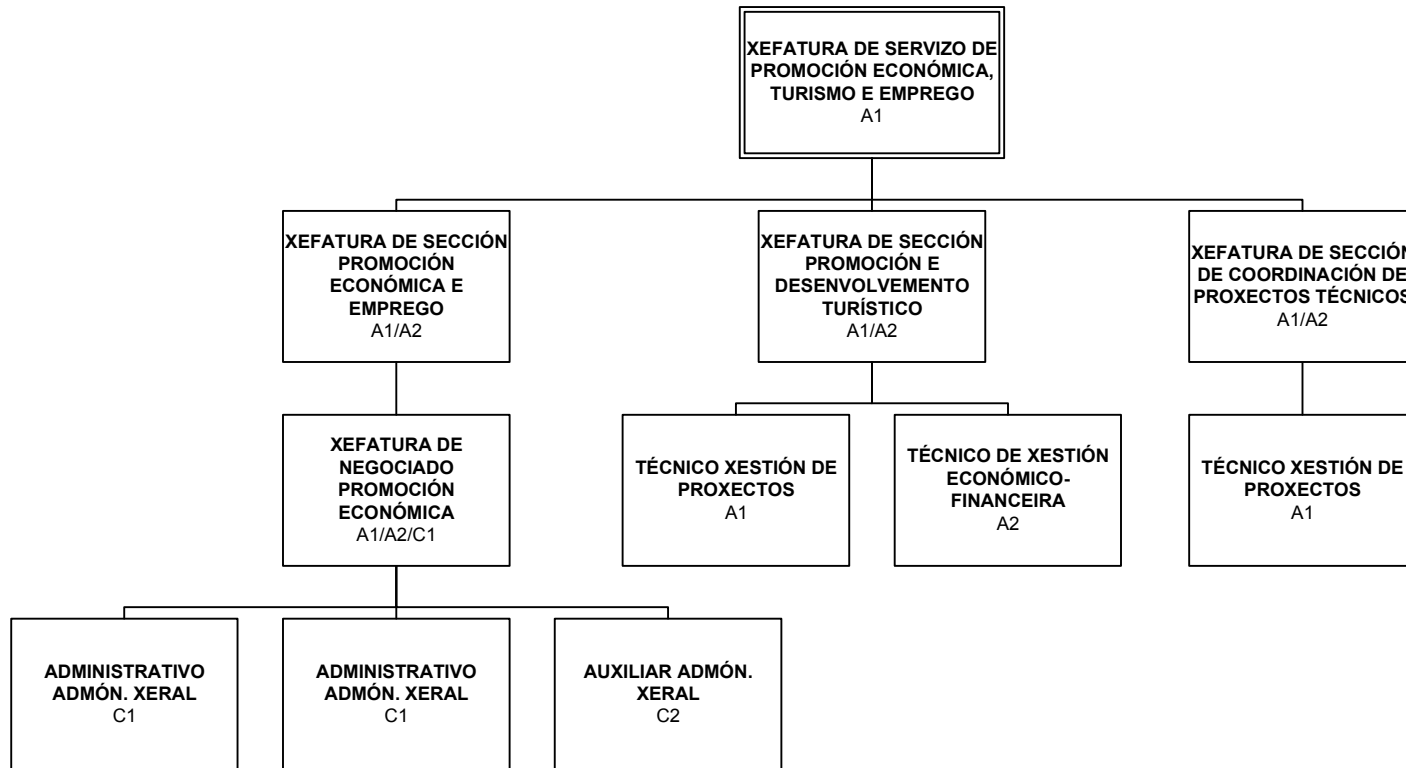 XEFATURA DE SERVIZO DE
PROMOCIÓN ECONÓMICA,
TURISMO E EMPREGO
A1
XEFATURA DE SECCIÓN
PROMOCIÓN
ECONÓMICA E
EMPREGO
A1/A2
XEFATURA DE SECCIÓN
PROMOCIÓN E
DESENVOLVEMENTO
TURÍSTICO
A1/A2
XEFATURA DE SECCIÓN
DE COORDINACIÓN DE
PROXECTOS TÉCNICOS
A1/A2
XEFATURA DE
NEGOCIADO
PROMOCIÓN
ECONÓMICA
A1/A2/C1
TÉCNICO XESTIÓN DE
PROXECTOS
A1
TÉCNICO DE XESTIÓN
ECONÓMICO-
FINANCEIRA
A2
TÉCNICO XESTIÓN DE
PROXECTOS
A1
ADMINISTRATIVO
ADMÓN. XERAL
C1
ADMINISTRATIVO
ADMÓN. XERAL
C1
AUXILIAR ADMÓN.
XERAL
C2